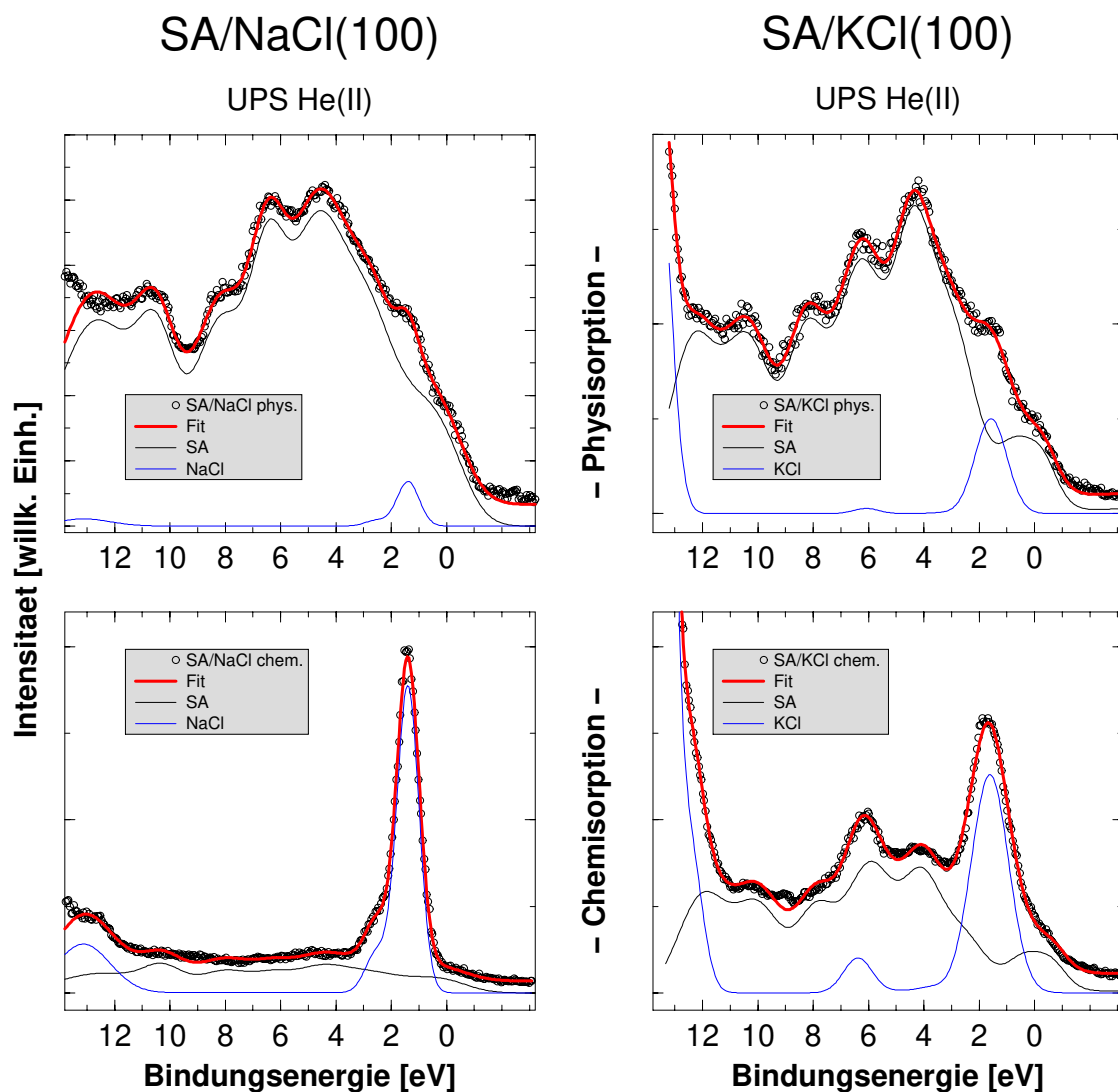 SA/NaCl(100)
SA/KCl(100)
UPS He(II)
UPS He(II)
Intensitaet [willk. Einh.]
SA/NaCl phys.
Fit
SA
NaCl
12 10 8 6 4 2 0
– Physisorption –
SA/KCl phys.
Fit
SA
KCl
12 10 8 6 4 2 0
SA/NaCl chem.
Fit
SA
NaCl
12 10 8 6 4 2 0
Bindungsenergie [eV]
– Chemisorption –
SA/KCl chem.
Fit
SA
KCl
12 10 8 6 4 2 0
Bindungsenergie [eV]